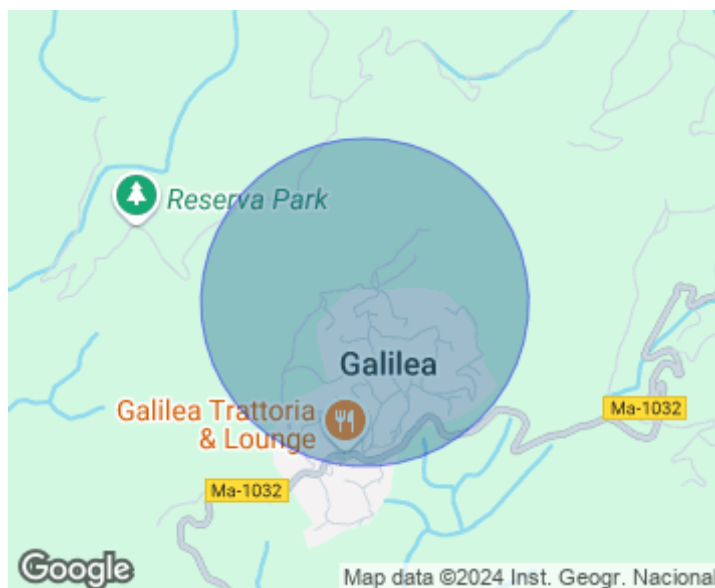 Reserva Park
Galilea
Galilea Trattoria
& Lounge
Ma-1032
Ma-1032
Google
Map data ©2024 Inst. Geogr. Nacional